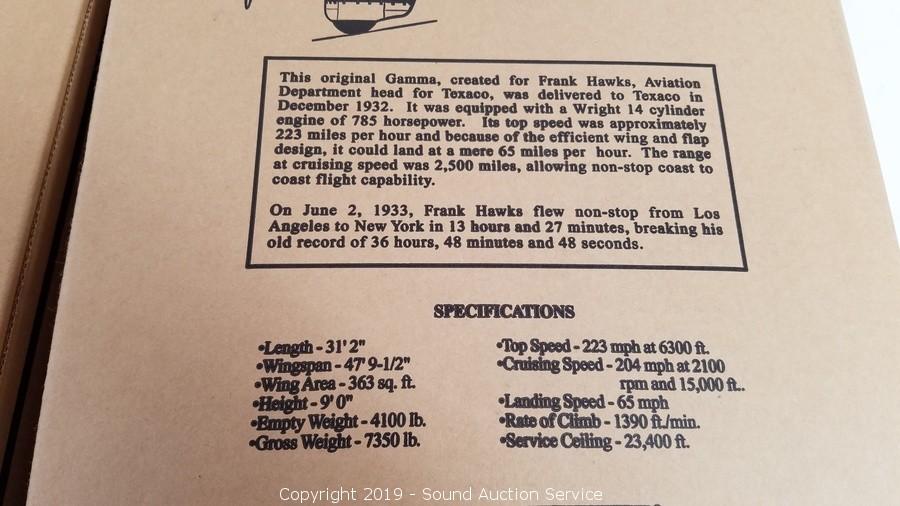 This original Gamma, created for Frank Hawks, Aviation
Department head for Texaco, was delivered to Texaco in
December 1932. It was equipped with a Wright 14 cylinder
engine of 785 horsepower. Its top speed was approximately
223 miles per hour and because of the efficient wing and flap
design, it could land at a mere 65 miles per hour. The range
at cruising speed was 2,500 miles, allowing non-stop coast to
coast flight capability.
On June 2, 1933, Frank Hawks flew non-stop from Los
Angeles to New York in 13 hours and 27 minutes, breaking his
old record of 36 hours, 48 minutes and 48 seconds.
SPECIFICATIONS
•Length - 31' 2"
•Wingspan - 47' 9-1/2"
•Wing Area - 363 sq. ft.
•Height - 9' 0"
•Empty Weight - 4100 lb.
•Gross Weight - 7350 lb.
•Top Speed - 223 mph at 6300 ft.
•Cruising Speed - 204 mph at 2100
rpm and 15,000 ft..
•Landing Speed - 65 mph
•Rate of Climb - 1390 ft./min.
•Service Ceiling - 23,400 ft.
Copyright 2019 - Sound Auction Service